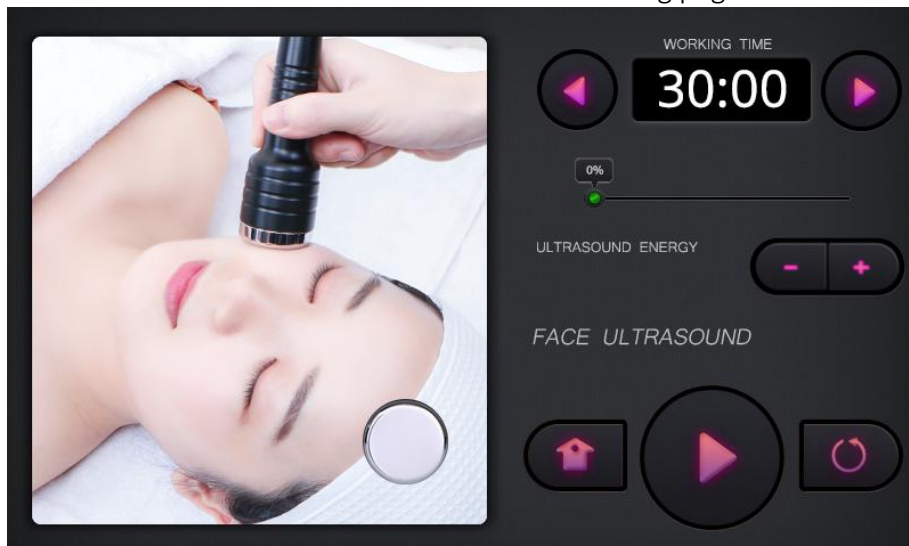 WORKING TIME
30:00
0%
ULTRASOUND ENERGY
- +
FACE ULTRASOUND